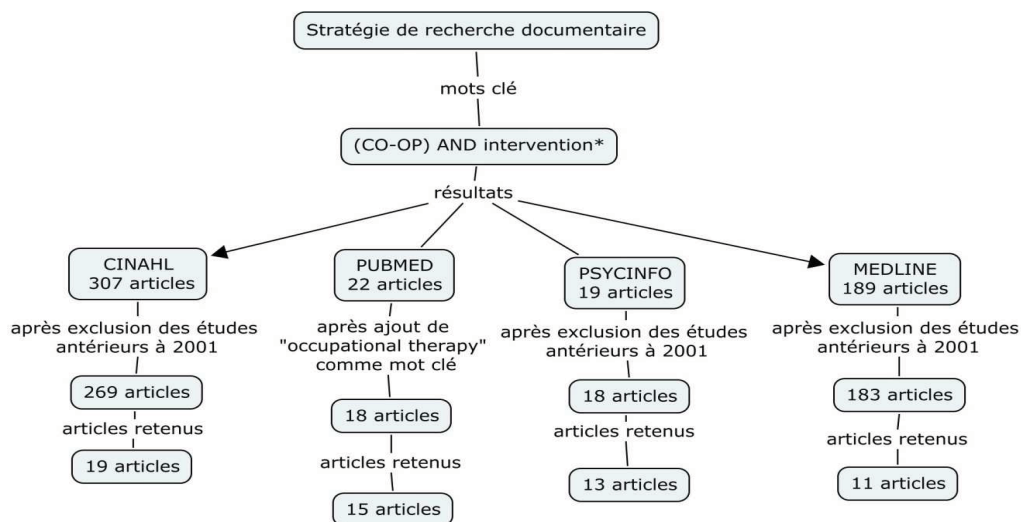 Stratégie de recherche documentaire
mots clé
(CO-OP) AND intervention*
résultats
CINAHL
307 articles
après exclusion des études
antérieurs à 2001
269 articles
articles retenus
19 articles
PUBMED
22 articles
après ajout de
"occupational therapy"
comme mot clé
18 articles
articles retenus
15 articles
PSYCINFO
19 articles
après exclusion des études
antérieurs à 2001
18 articles
articles retenus
13 articles
MEDLINE
189 articles
après exclusion des études
antérieurs à 2001
183 articles
articles retenus
11 articles